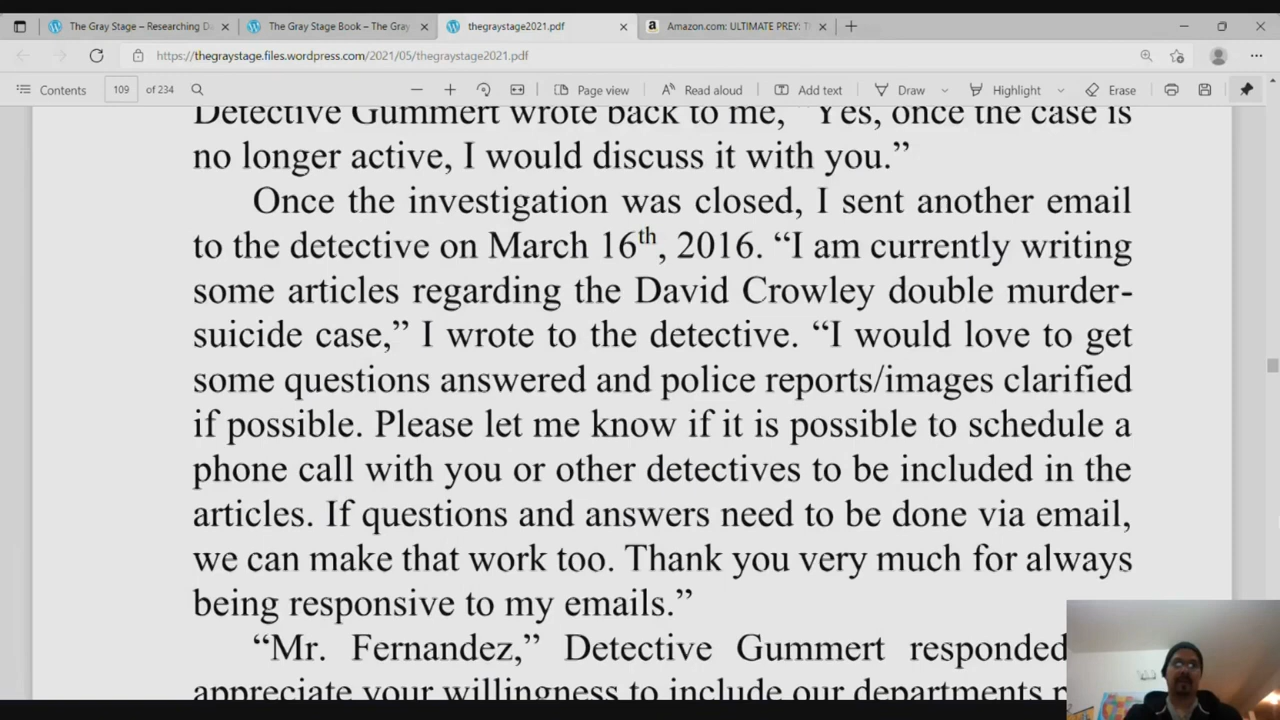 The Gray Stage – Researching Da
The Gray Stage Book – The Gray
thegraystage2021.pdf
Amazon.com: ULTIMATE PREY: T
https://thegraystage.files.wordpress.com/2021/05/thegraystage2021.pdf
Contents 109 of 234 Page view Read aloud Add text Draw Highlight Erase
Detective Gummert wrote back to me, “Yes, once the case is
no longer active, I would discuss it with you.”
Once the investigation was closed, I sent another email
to the detective on March 16th, 2016. “I am currently writing
some articles regarding the David Crowley double murder-
suicide case,” I wrote to the detective. “I would love to get
some questions answered and police reports/images clarified
if possible. Please let me know if it is possible to schedule a
phone call with you or other detectives to be included in the
articles. If questions and answers need to be done via email,
we can make that work too. Thank you very much for always
being responsive to my emails.”
“Mr. Fernandez,” Detective Gummert responded
appreciate your willingness to include our departments